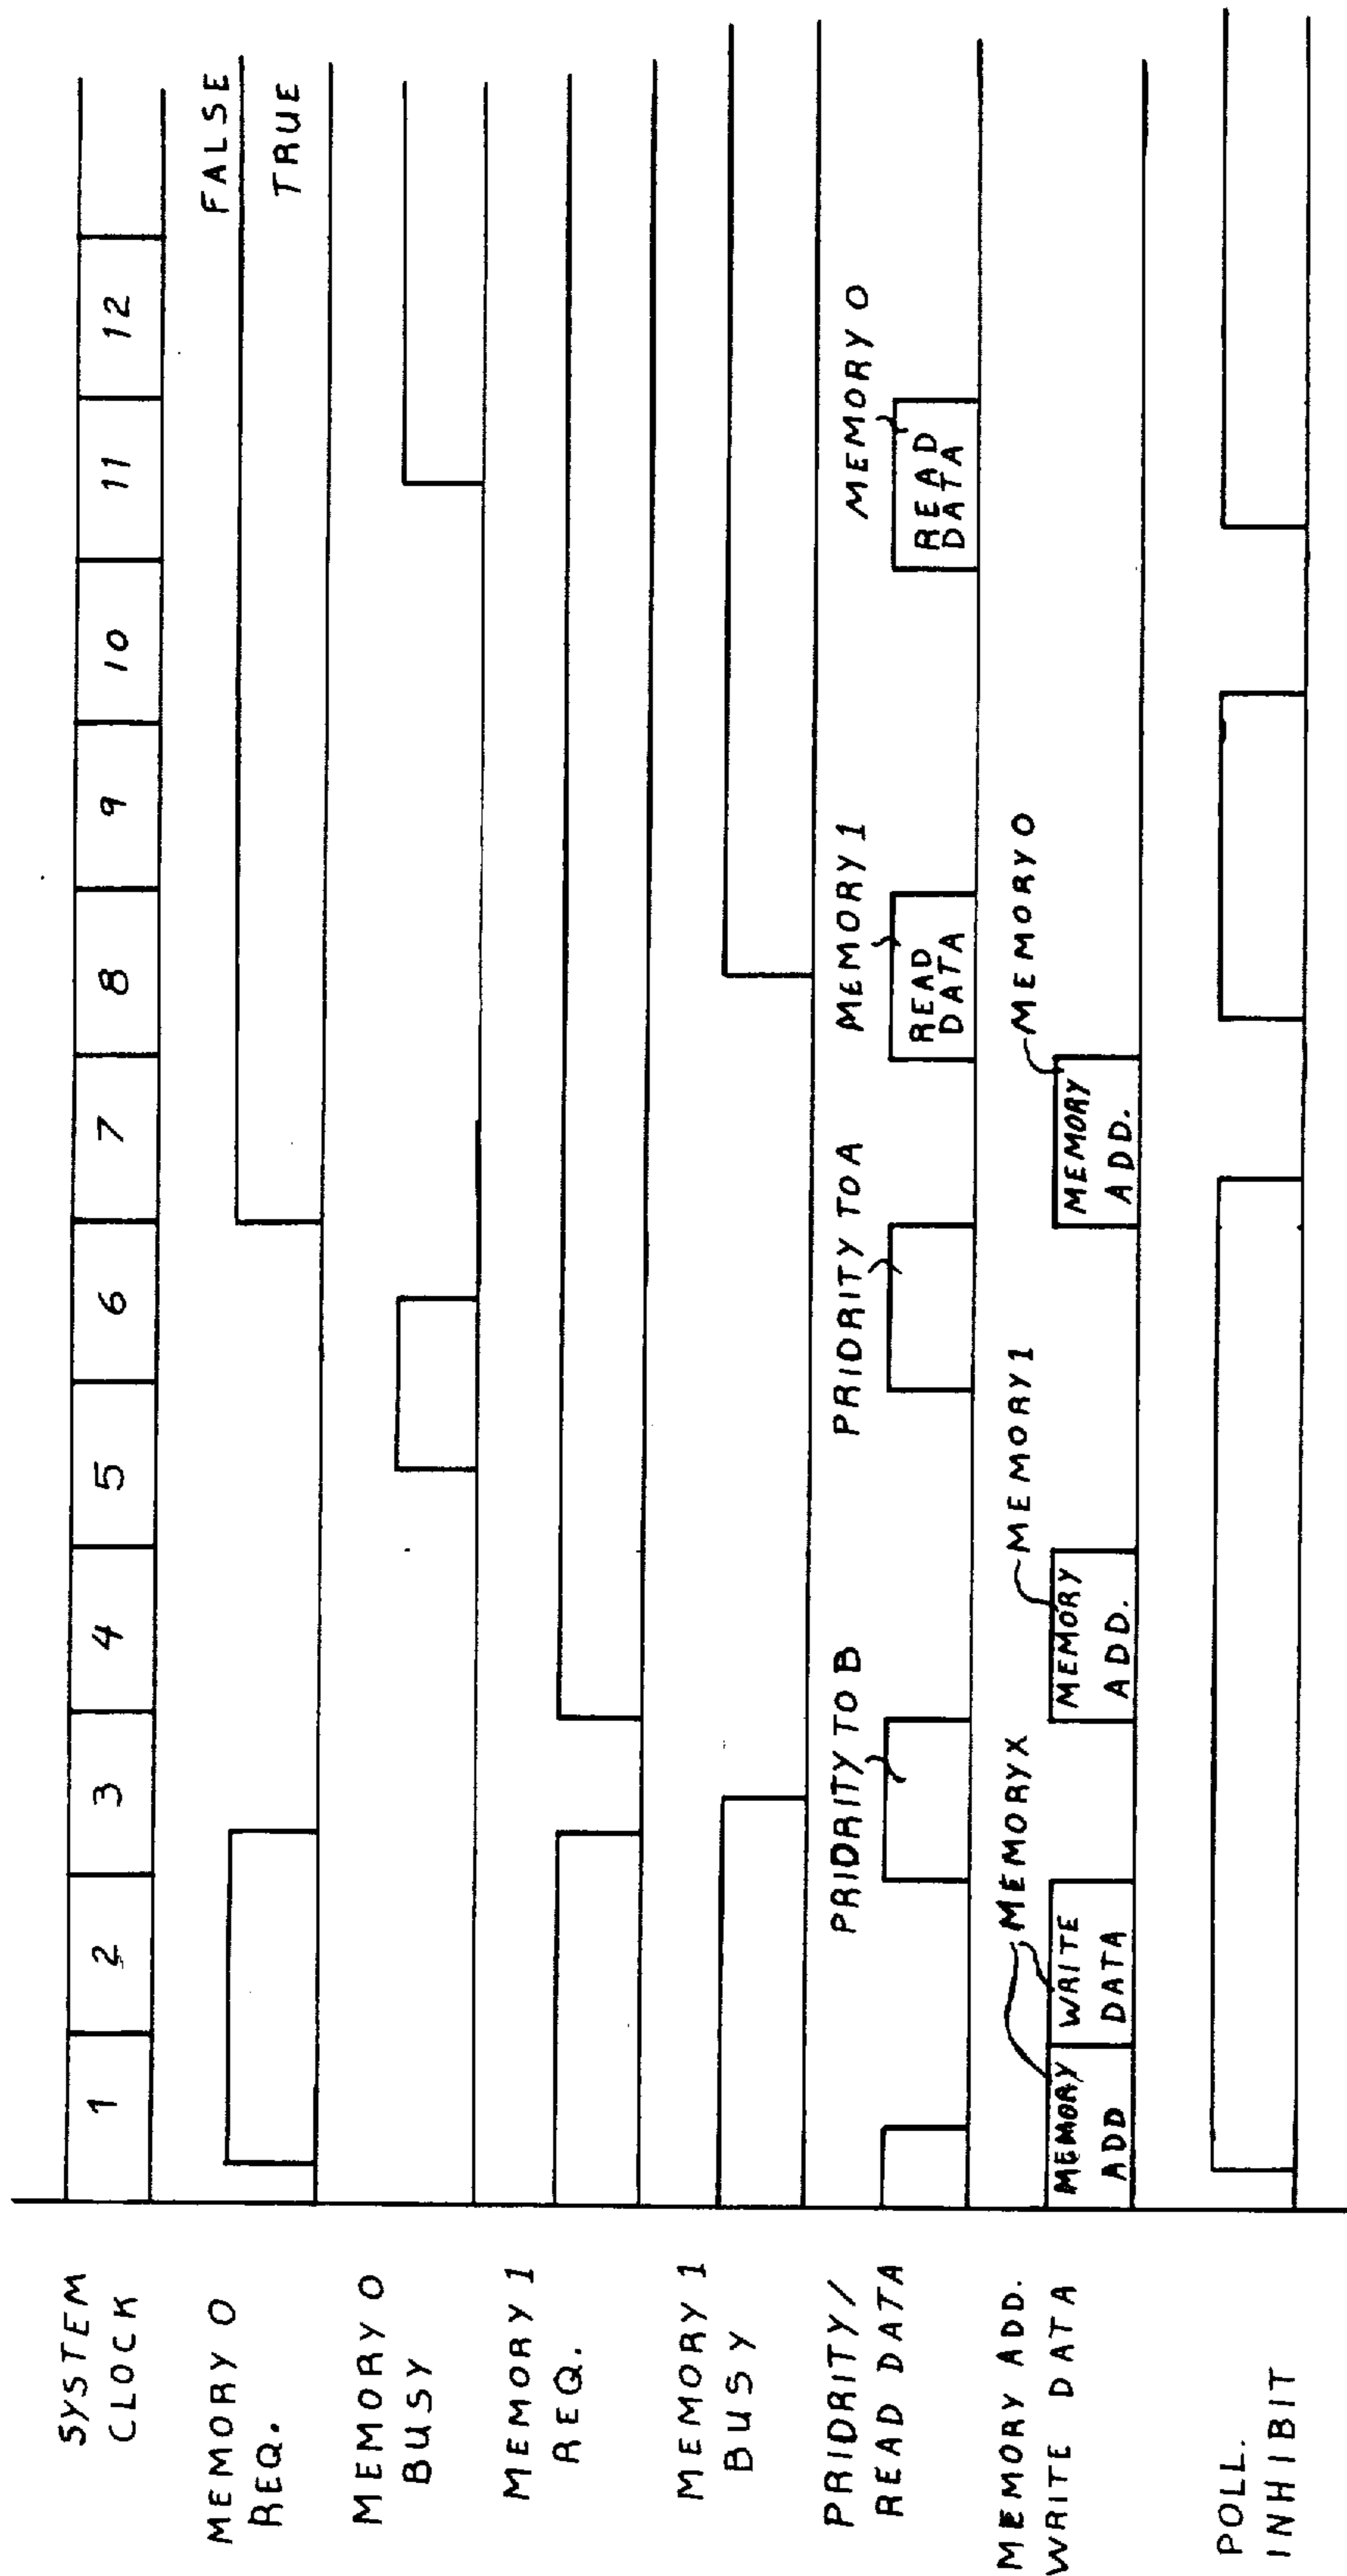 SYSTEM
CLOCK
1 2 3 4 5 6 7 8 9 10 11 12
MEMORY 0
REQ.
FALSE
TRUE
MEMORY 0
BUSY
MEMORY 1
REQ.
MEMORY 1
BUSY
PRIDRITY/
READ DATA
PRIDRITY TO B
PRIDRITY TO A
MEMORY 1
READ
DATA
MEMORY 0
READ
DATA
MEMORY ADD.
WRITE DATA
MEMORY
ADD
WRITE
DATA
MEMORY X
MEMORY
ADD.
MEMORY 1
MEMORY
ADD.
MEMORY 0
POLL.
INHIBIT